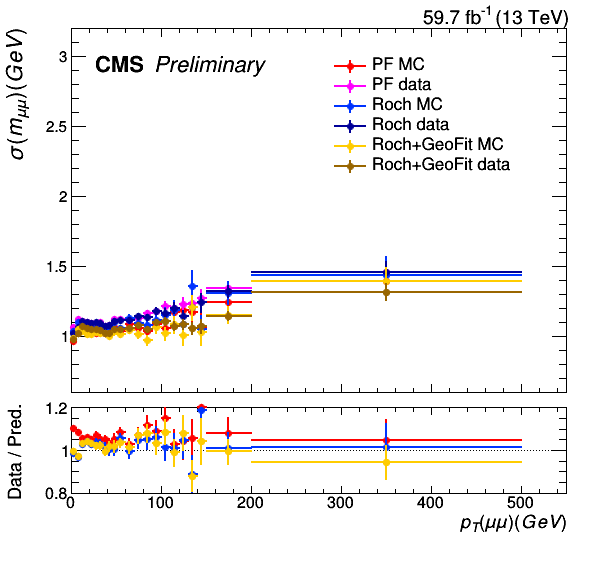 59.7 fb⁻¹ (13 TeV)
CMS Preliminary
PF MC
PF data
Roch MC
Roch data
Roch+GeoFit MC
Roch+GeoFit data
σ(m_μμ)(GeV)
3
2.5
2
1.5
1
Data / Pred.
1.2
1
0.8
0 100 200 300 400 500
p_T(μμ)(GeV)